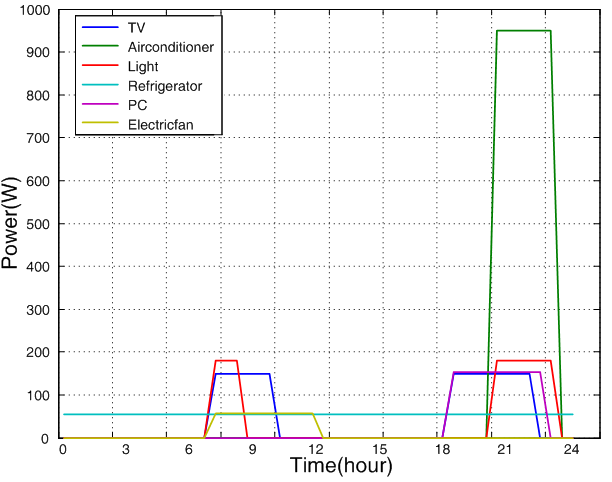 1000
900
800
700
600
500
400
300
200
100
0
Power(W)
TV
Airconditioner
Light
Refrigerator
PC
Electricfan
0 3 6 9 12 15 18 21 24
Time(hour)